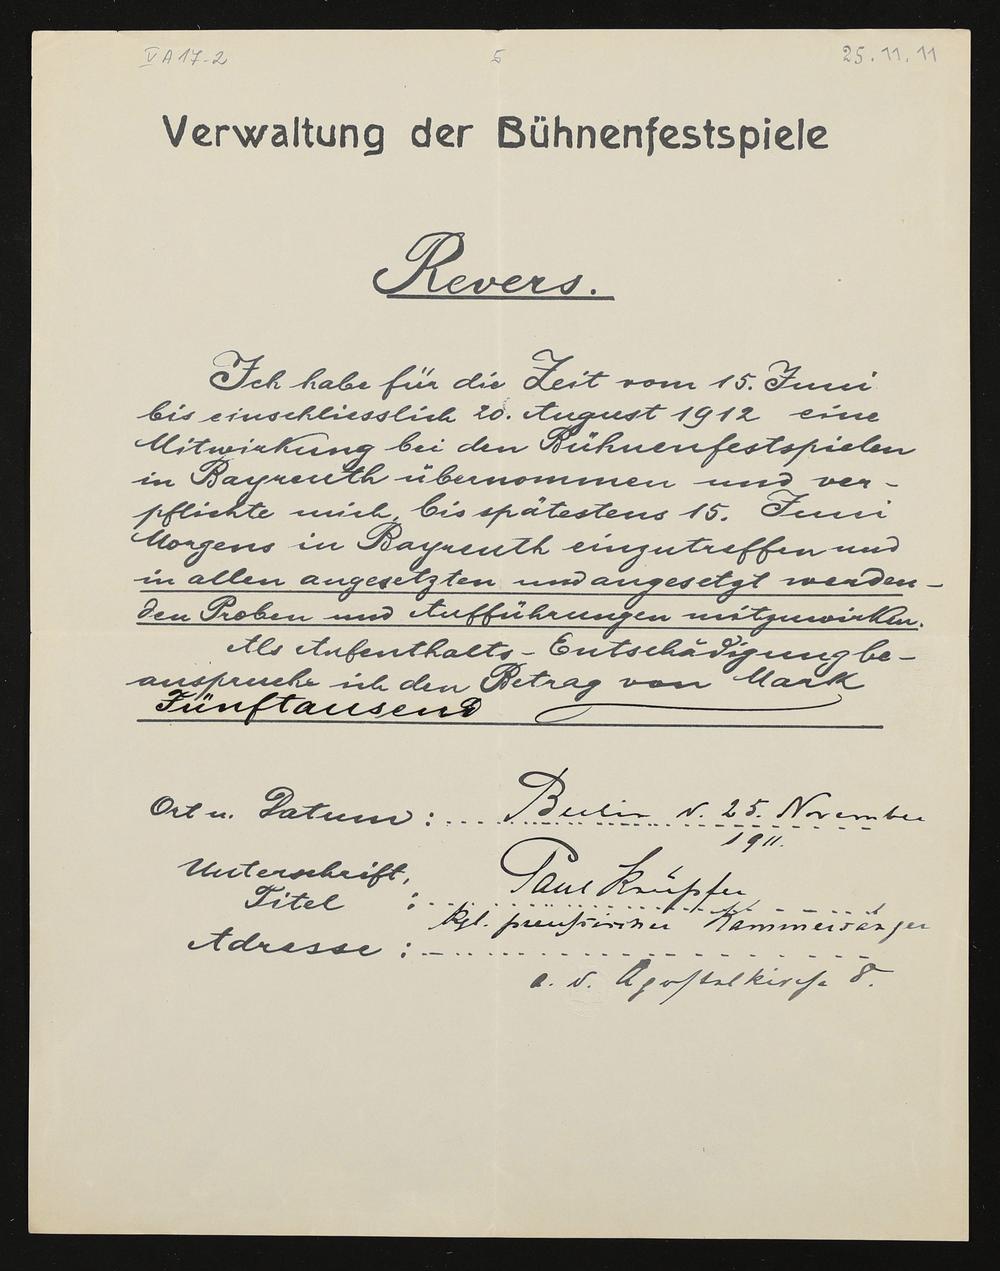 V A 17-2
5
25.11.11
Verwaltung der Bühnenfestspiele
Revers.
Ich habe für die Zeit vom 15. Juni
bis einschliesslich 20. August 1912 eine
Mitwirkung bei den Bühnenfestspielen
in Bayreuth übernommen und ver-
pflichte mich, bis spätestens 15. Juni
Morgens in Bayreuth einzutreffen und
in allen angesetzten und angesetzt werden-
den Proben und Aufführungen mitzuwirken.
Als Aufenthalts-Entschädigung be-
anspruche ich den Betrag von Mark
Fünftausend
Ort u. Datum: Berlin d. 25. November
1911.
Unterschrift, Paul Knüpfer
Titel :
kgl. preussischer Kammersänger
Adresse:
a. d. Apostelkirche 8.